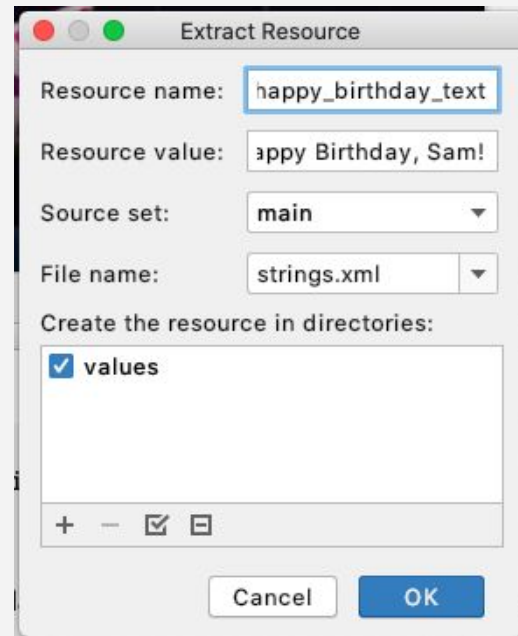 Extract Resource
Resource name: happy_birthday_text
Resource value: appy Birthday, Sam!
Source set: main
File name: strings.xml
Create the resource in directories:
values
Cancel OK